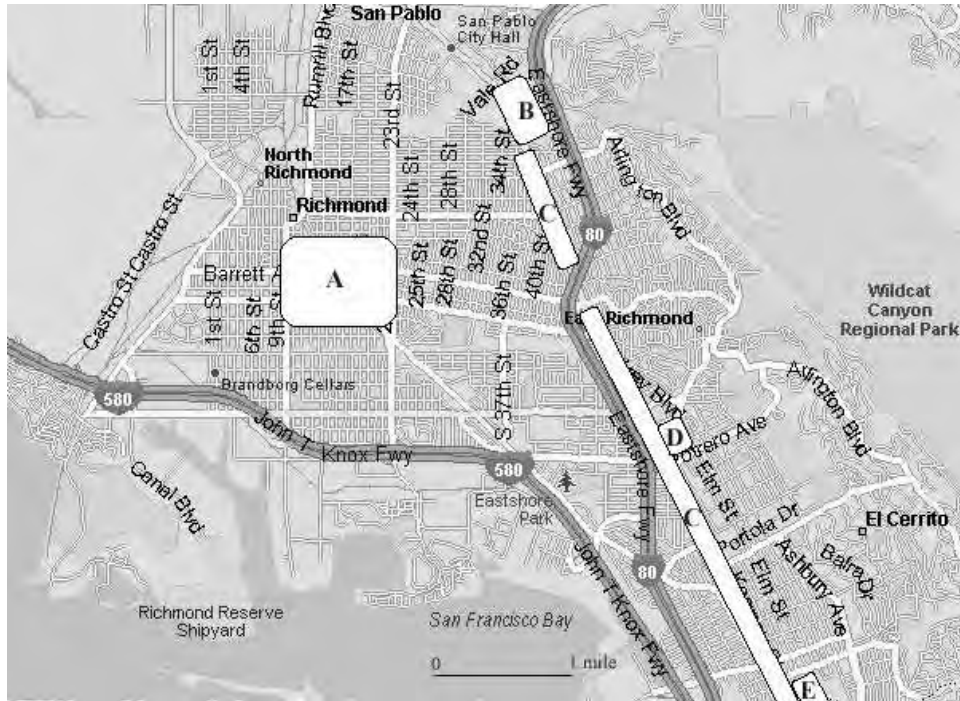 San Pablo
San Pablo
City Hall
1st St
4th St
Rumrill Blvd
17th St
23rd St
Vale Rd
Eastshore Fwy
B
North
Richmond
Richmond
24th St
28th St
34th St
Arlington Blvd
C
80
Castro St
Castro St
32nd St
Barrett A
A
25th St
26th St
36th St
40th St
Wildcat
Canyon
Regional Park
1st St
6th St
9th St
Richmond
Brandborg Cellars
580
S 37th St
Blvd
D
Potrero Ave
Arlington Blvd
John T
Knox Fwy
580
Eastshore Fwy
Elm St
Canal Blvd
Eastshore
Park
C
Portola Dr
El Cerrito
80
John T Knox Fwy
Elm St
Ashbury Ave
Balra Dr
Richmond Reserve
Shipyard
San Francisco Bay
0 1 mile
E